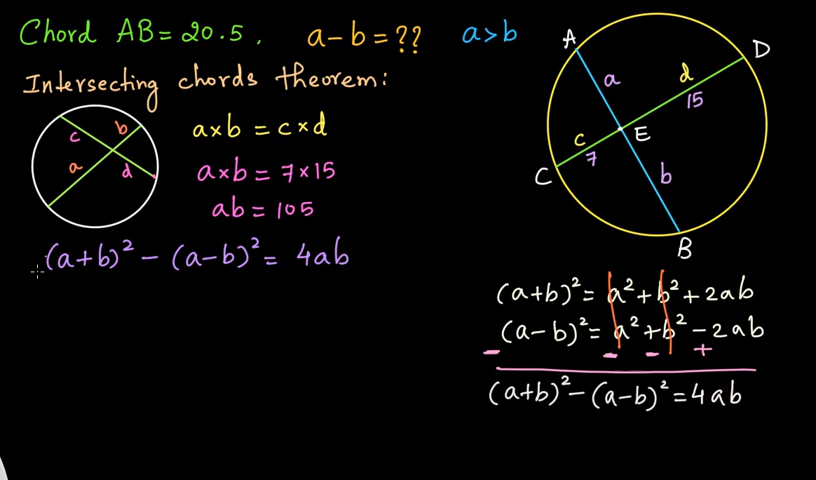 Chord AB = 20.5, a-b = ?? a>b
Intersecting chords theorem:
c b
a d
a×b = c×d
a×b = 7×15
ab = 105
(a+b)² - (a-b)² = 4ab
A D
a d
15
c E
7
C b
B
(a+b)² = a² + b² + 2ab
(a-b)² = a² + b² - 2ab
- - - +
(a+b)² - (a-b)² = 4ab